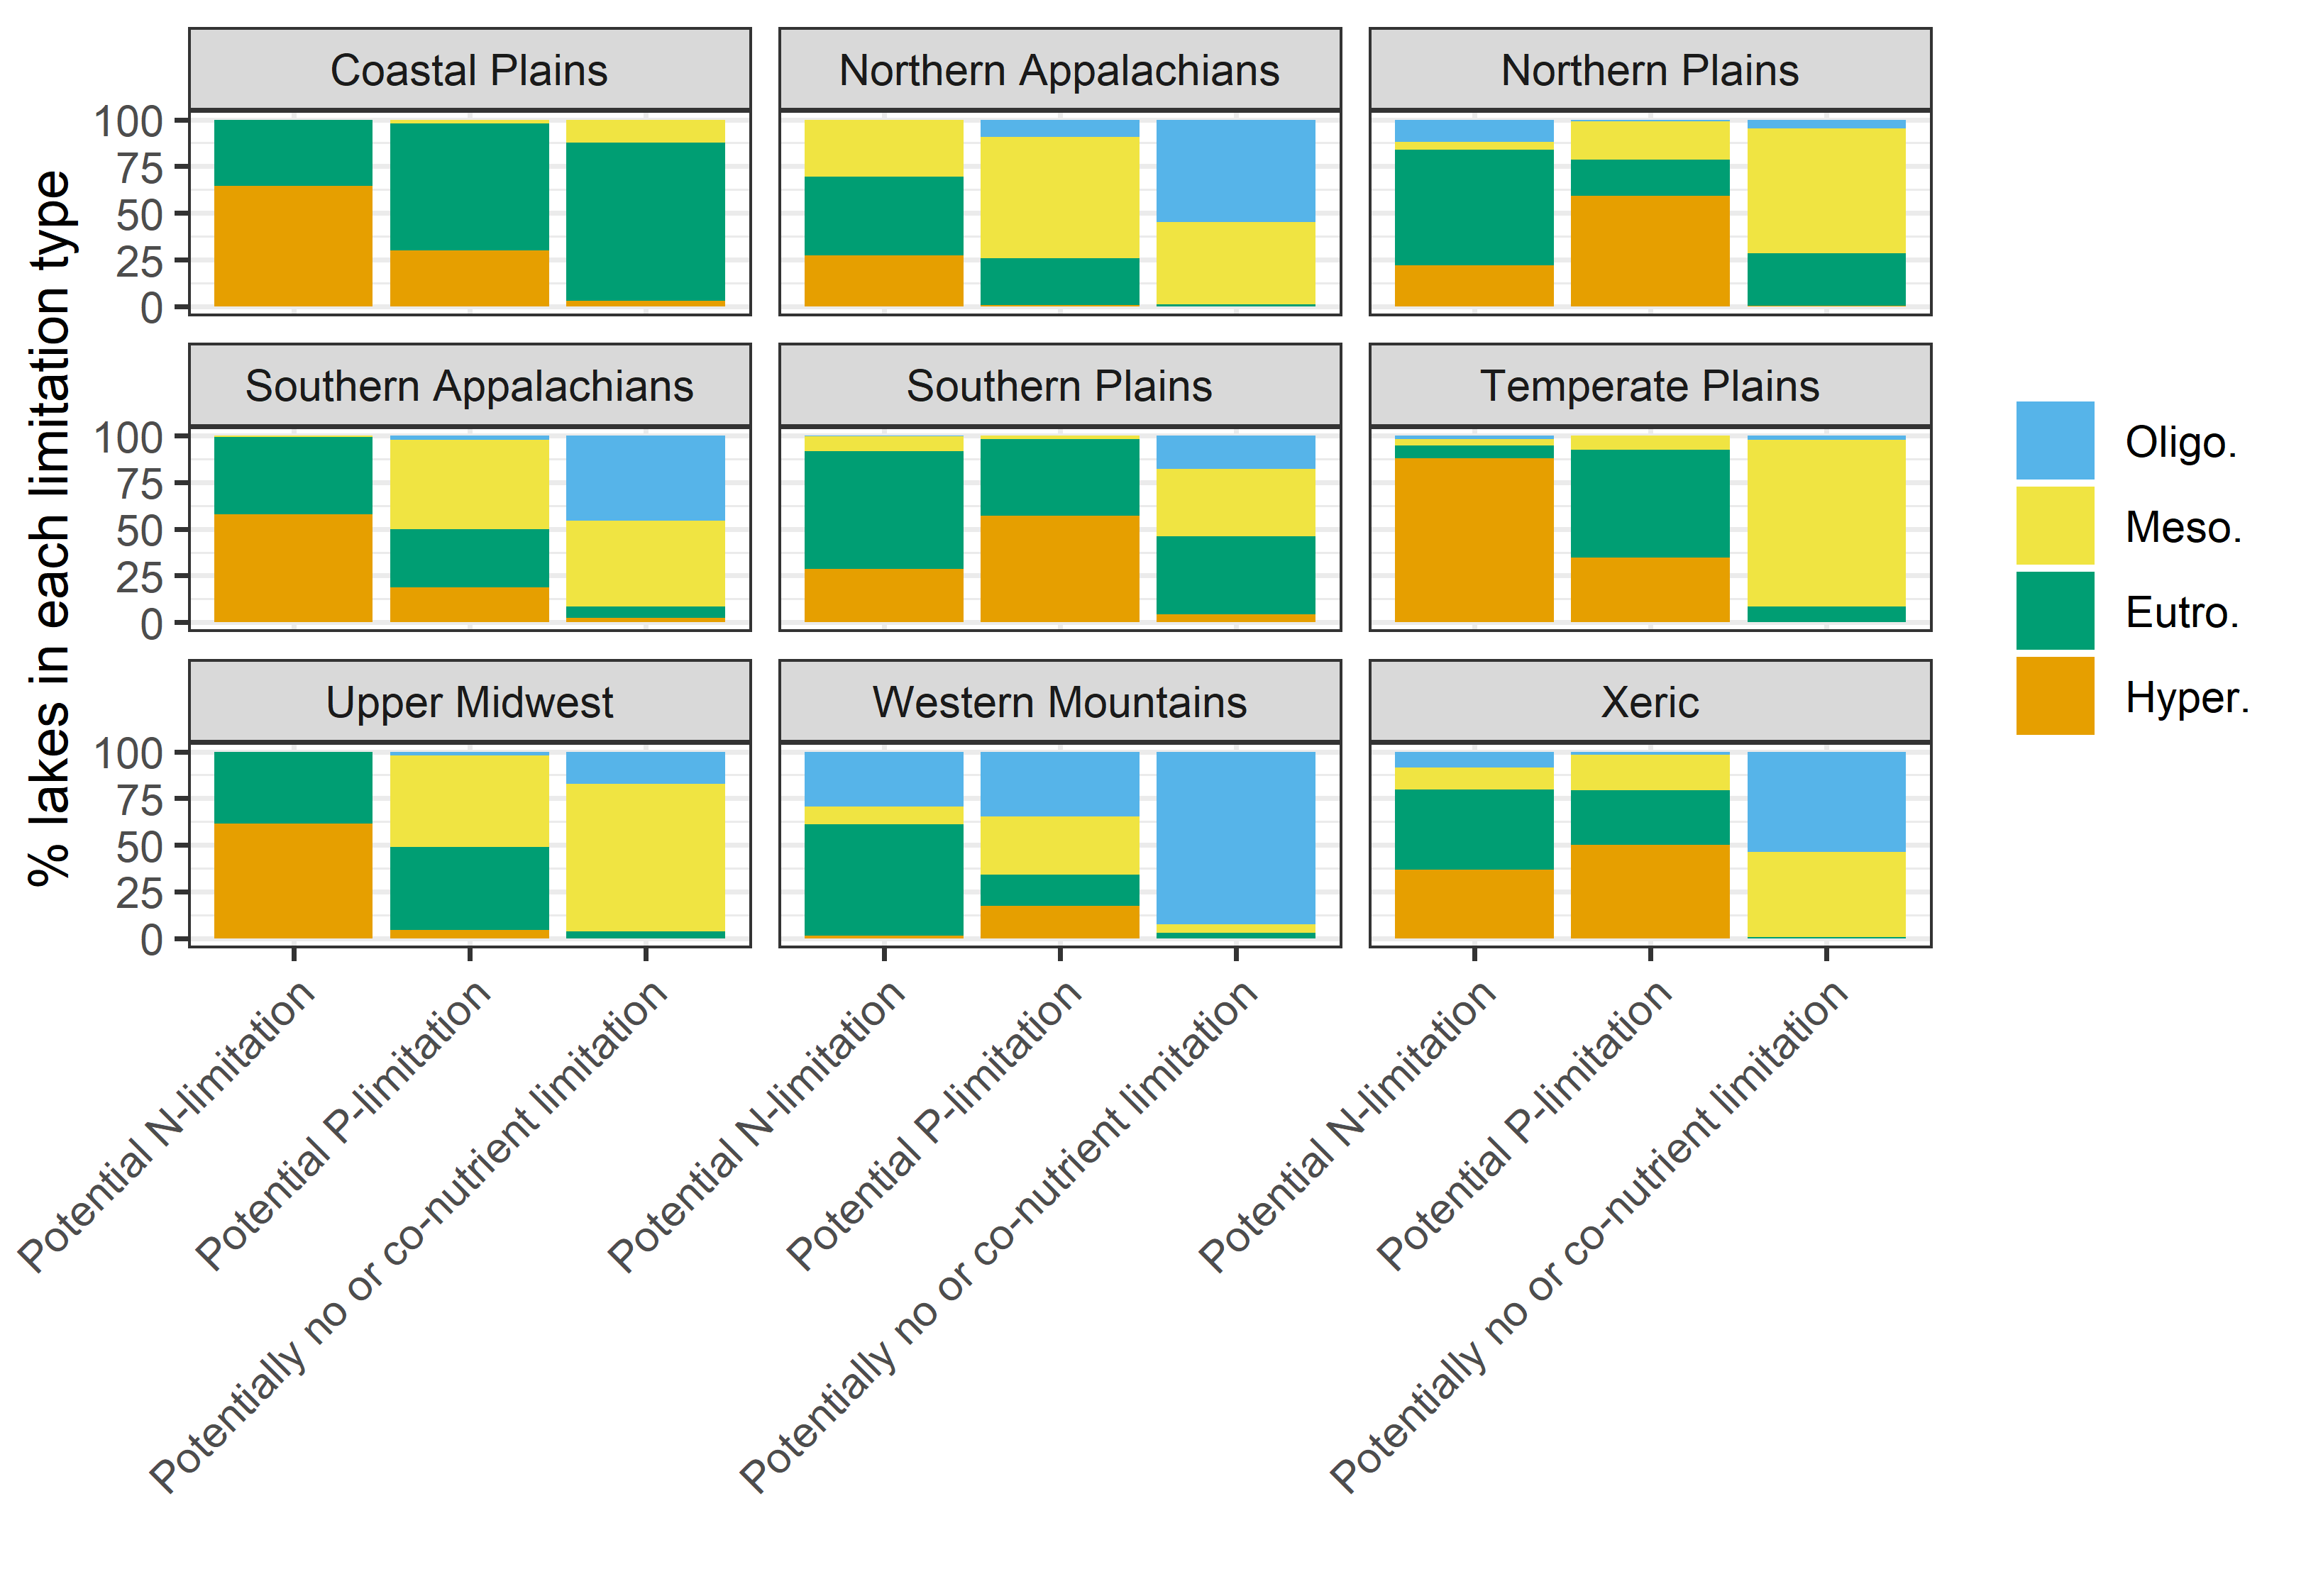 % lakes in each limitation type
Coastal Plains
Northern Appalachians
Northern Plains
100
75
50
25
0
Southern Appalachians
Southern Plains
Temperate Plains
100
75
50
25
0
Upper Midwest
Western Mountains
Xeric
100
75
50
25
0
Potential N-limitation
Potential P-limitation
Potentially no or co-nutrient limitation
Potential N-limitation
Potential P-limitation
Potentially no or co-nutrient limitation
Potential N-limitation
Potential P-limitation
Potentially no or co-nutrient limitation
Oligo.
Meso.
Eutro.
Hyper.